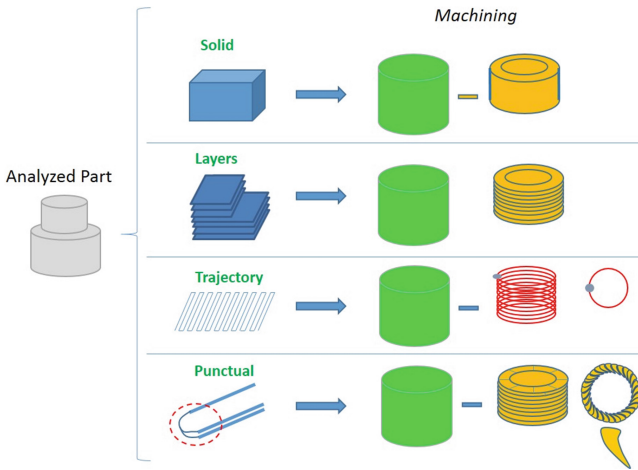 Machining
Solid
Layers
Analyzed Part
Trajectory
Punctual